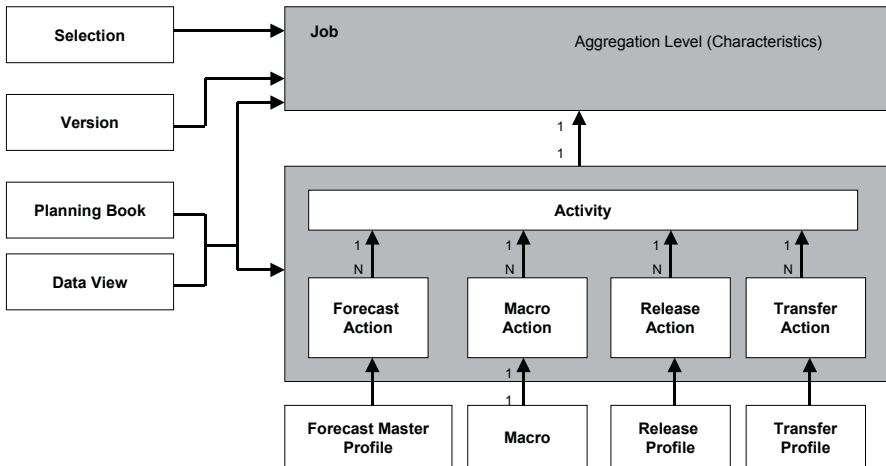 Selection
Job
Aggregation Level (Characteristics)
Version
1
1
Planning Book
Data View
Activity
1
N
1
N
1
N
1
N
Forecast
Action
Macro
Action
Release
Action
Transfer
Action
1
1
Forecast Master
Profile
Macro
Release
Profile
Transfer
Profile